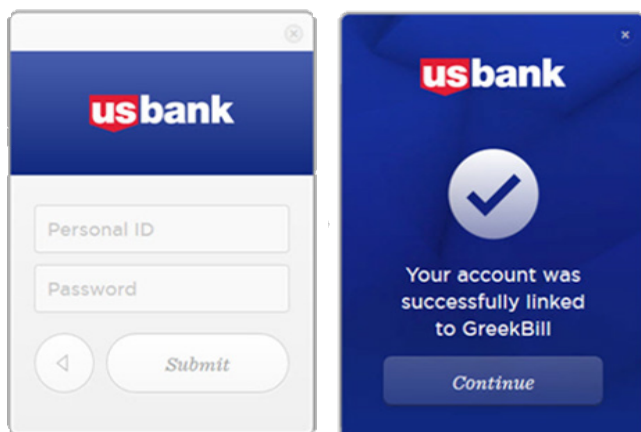 usbank
Personal ID
Password
Submit
usbank
Your account was
successfully linked
to GreekBill
Continue